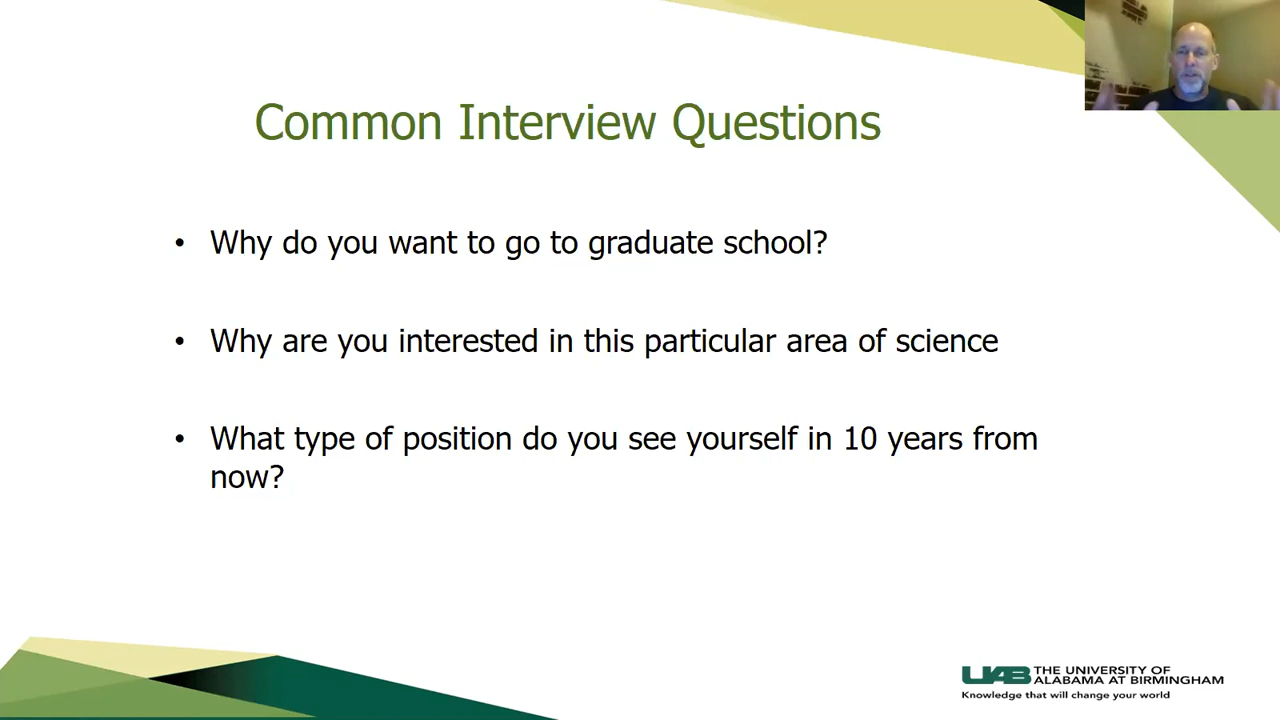 Common Interview Questions
• Why do you want to go to graduate school?
• Why are you interested in this particular area of science
• What type of position do you see yourself in 10 years from
now?
UAB THE UNIVERSITY OF
ALABAMA AT BIRMINGHAM
Knowledge that will change your world